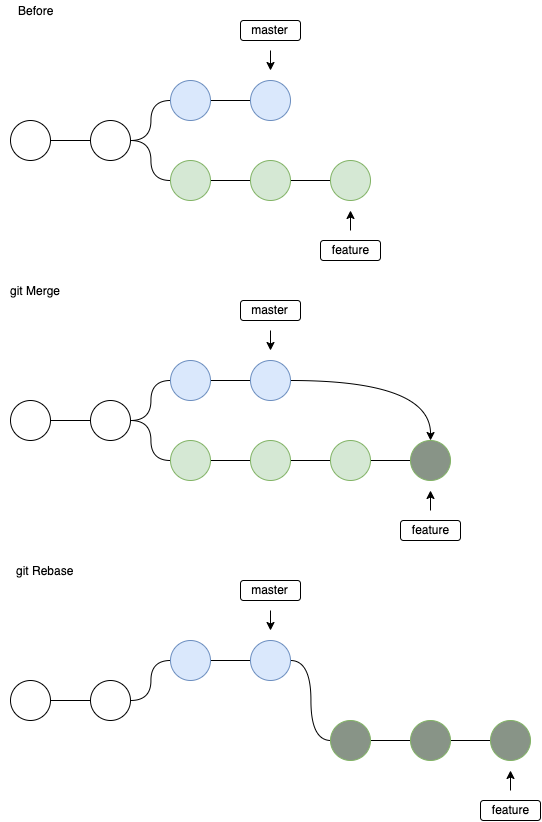 Before
master
feature
git Merge
master
feature
git Rebase
master
feature